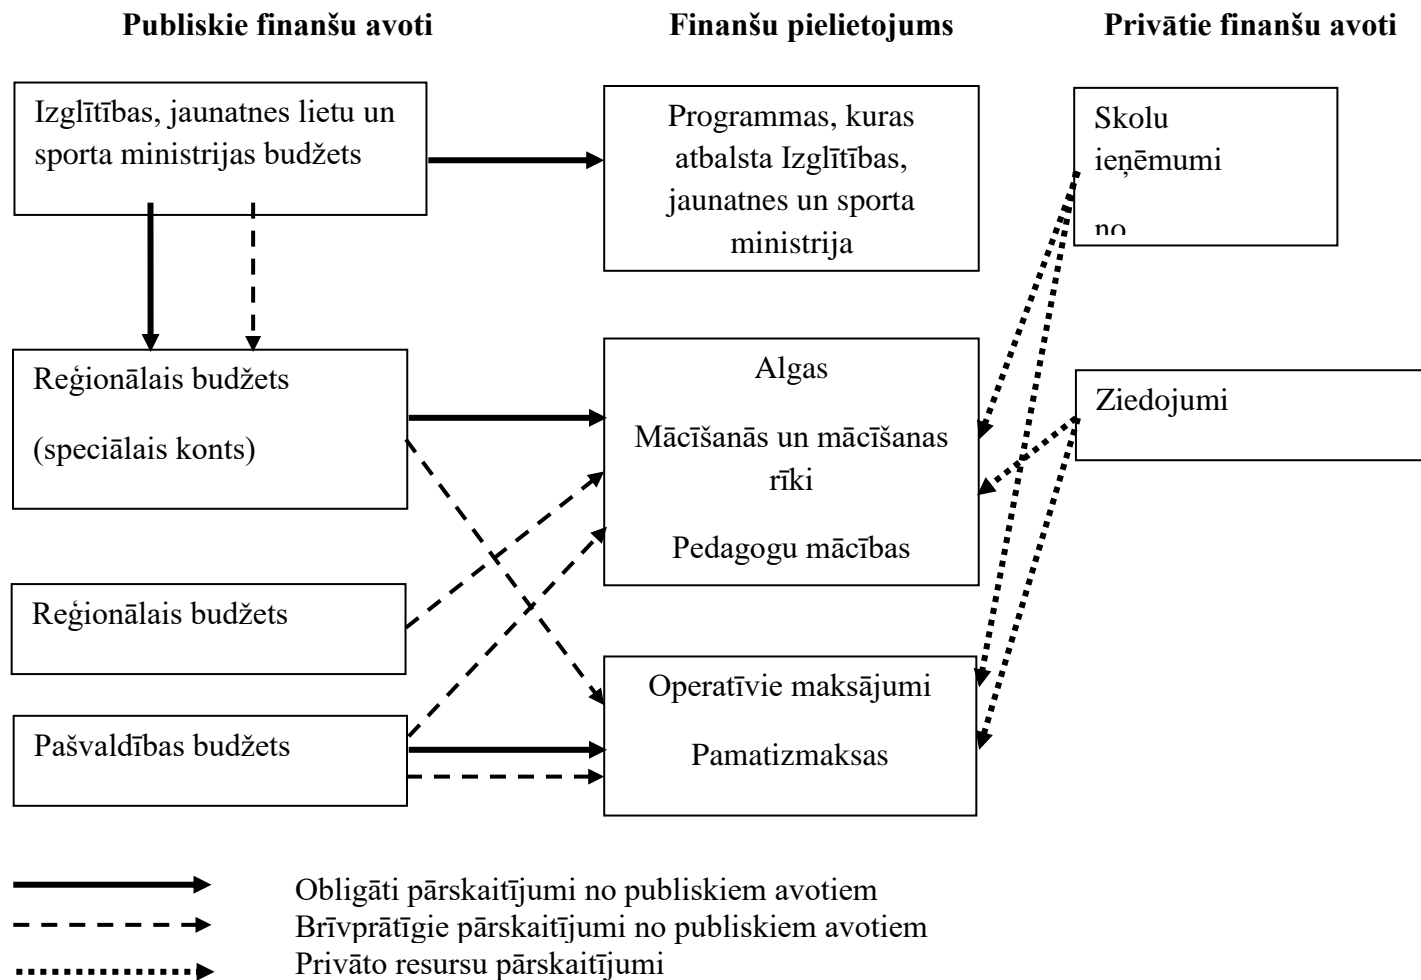 Publiskie finanšu avoti
Finanšu pielietojums
Privātie finanšu avoti
Izglītības, jaunatnes lietu un
sporta ministrijas budžets
Programmas, kuras
atbalsta Izglītības,
jaunatnes un sporta
ministrija
Skolu
ieņēmumi
no
Reģionālais budžets
(speciālais konts)
Algas
Mācīšanās un mācīšanas
rīki
Pedagogu mācības
Ziedojumi
Reģionālais budžets
Pašvaldības budžets
Operatīvie maksājumi
Pamatizmaksas
Obligāti pārskaitījumi no publiskiem avotiem
Brīvprātīgie pārskaitījumi no publiskiem avotiem
Privāto resursu pārskaitījumi